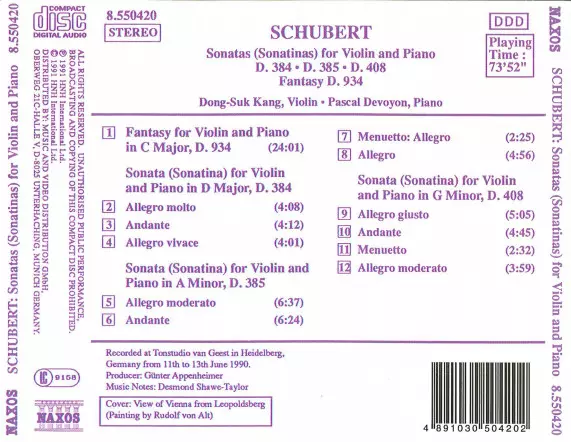 8.550420
SCHUBERT: Sonatas (Sonatinas) for Violin and Piano
NAXOS
COMPACT
disc
DIGITAL AUDIO
ALL RIGHTS RESERVED. UNAUTHORISED PUBLIC PERFORMANCE,
BROADCASTING AND COPYING OF THIS COMPACT DISC PROHIBITED.
℗ 1991 HNH International Ltd.
© 1991 HNH International Ltd.
DISTRIBUTED BY: MUSIC AND VIDEO DISTRIBUTION GMBH,
OBERWEG 21C-HALLE V, D-8025 UNTERHACHING, MUNICH GERMANY.
LC 9158
NAXOS
8.550420
STEREO
SCHUBERT
Sonatas (Sonatinas) for Violin and Piano
D. 384 • D. 385 • D. 408
Fantasy D. 934
DDD
Playing
Time :
73'52"
Dong-Suk Kang, Violin • Pascal Devoyon, Piano
1 Fantasy for Violin and Piano
in C Major, D. 934 (24:01)
Sonata (Sonatina) for Violin
and Piano in D Major, D. 384
2 Allegro molto (4:08)
3 Andante (4:12)
4 Allegro vivace (4:01)
Sonata (Sonatina) for Violin and
Piano in A Minor, D. 385
5 Allegro moderato (6:37)
6 Andante (6:24)
7 Menuetto: Allegro (2:25)
8 Allegro (4:56)
Sonata (Sonatina) for Violin
and Piano in G Minor, D. 408
9 Allegro giusto (5:05)
10 Andante (4:45)
11 Menuetto (2:32)
12 Allegro moderato (3:59)
Recorded at Tonstudio van Geest in Heidelberg,
Germany from 11th to 13th June 1990.
Producer: Günter Appenheimer
Music Notes: Desmond Shawe-Taylor
Cover: View of Vienna from Leopoldsberg
(Painting by Rudolf von Alt)
4 891030 504202
NAXOS
SCHUBERT: Sonatas (Sonatinas) for Violin and Piano
8.550420